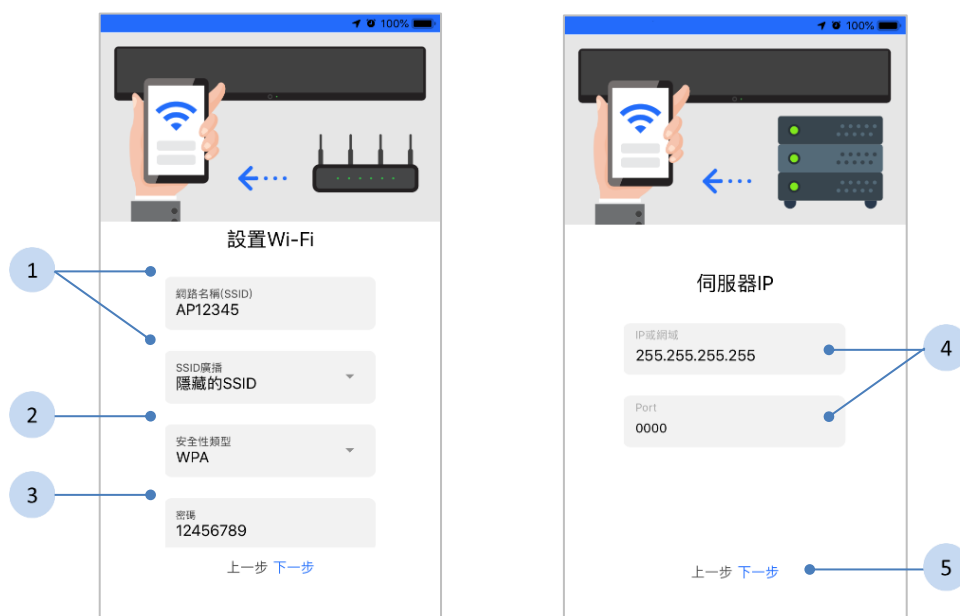 100%
設置Wi-Fi
1
網路名稱(SSID)
AP12345
SSID廣播
隱藏的SSID
2
安全性類型
WPA
3
密碼
12456789
上一步 下一步
100%
伺服器IP
IP或網域
255.255.255.255
4
Port
0000
上一步 下一步
5